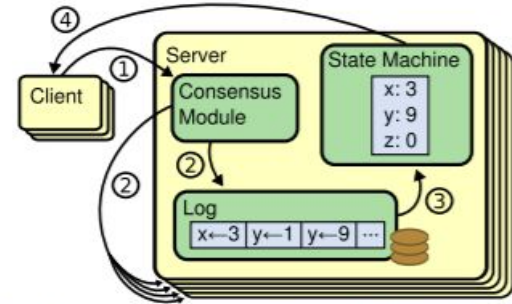 ④
Server
State Machine
①
Client
Consensus
Module
x: 3
y: 9
z: 0
②
②
③
Log
x←3 y←1 y←9 ...